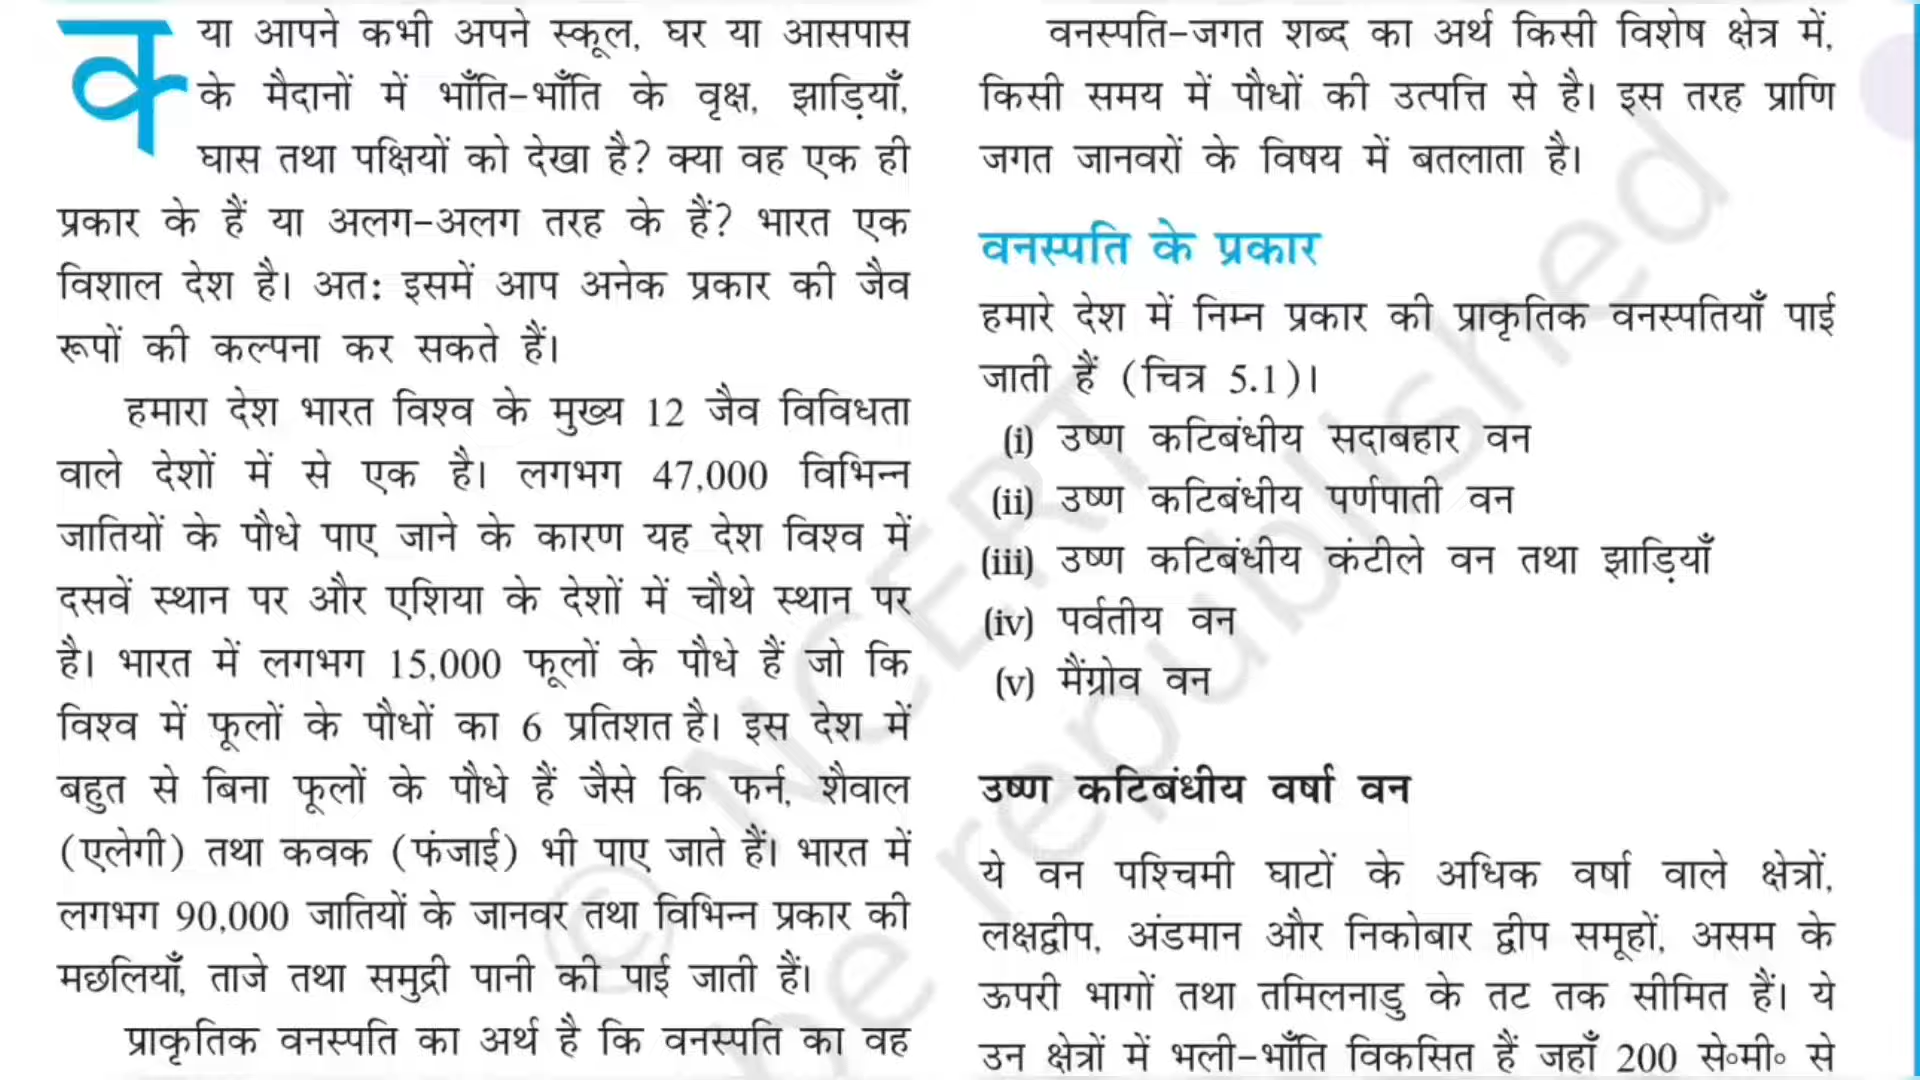 क्या आपने कभी अपने स्कूल, घर या आसपास
के मैदानों में भाँति-भाँति के वृक्ष, झाड़ियाँ,
घास तथा पक्षियों को देखा है? क्या वह एक ही
प्रकार के हैं या अलग-अलग तरह के हैं? भारत एक
विशाल देश है। अतः इसमें आप अनेक प्रकार की जैव
रूपों की कल्पना कर सकते हैं।
हमारा देश भारत विश्व के मुख्य 12 जैव विविधता
वाले देशों में से एक है। लगभग 47,000 विभिन्न
जातियों के पौधे पाए जाने के कारण यह देश विश्व में
दसवें स्थान पर और एशिया के देशों में चौथे स्थान पर
है। भारत में लगभग 15,000 फूलों के पौधे हैं जो कि
विश्व में फूलों के पौधों का 6 प्रतिशत है। इस देश में
बहुत से बिना फूलों के पौधे हैं जैसे कि फर्न, शैवाल
(एलेगी) तथा कवक (फंजाई) भी पाए जाते हैं। भारत में
लगभग 90,000 जातियों के जानवर तथा विभिन्न प्रकार की
मछलियाँ, ताजे तथा समुद्री पानी की पाई जाती हैं।
प्राकृतिक वनस्पति का अर्थ है कि वनस्पति का वह
वनस्पति-जगत शब्द का अर्थ किसी विशेष क्षेत्र में,
किसी समय में पौधों की उत्पत्ति से है। इस तरह प्राणि
जगत जानवरों के विषय में बतलाता है।
वनस्पति के प्रकार
हमारे देश में निम्न प्रकार की प्राकृतिक वनस्पतियाँ पाई
जाती हैं (चित्र 5.1)।
(i) उष्ण कटिबंधीय सदाबहार वन
(ii) उष्ण कटिबंधीय पर्णपाती वन
(iii) उष्ण कटिबंधीय कंटीले वन तथा झाड़ियाँ
(iv) पर्वतीय वन
(v) मैंग्रोव वन
उष्ण कटिबंधीय वर्षा वन
ये वन पश्चिमी घाटों के अधिक वर्षा वाले क्षेत्रों,
लक्षद्वीप, अंडमान और निकोबार द्वीप समूहों, असम के
ऊपरी भागों तथा तमिलनाडु के तट तक सीमित हैं। ये
उन क्षेत्रों में भली-भाँति विकसित हैं जहाँ 200 से॰मी॰ से
© NCERT
be republished